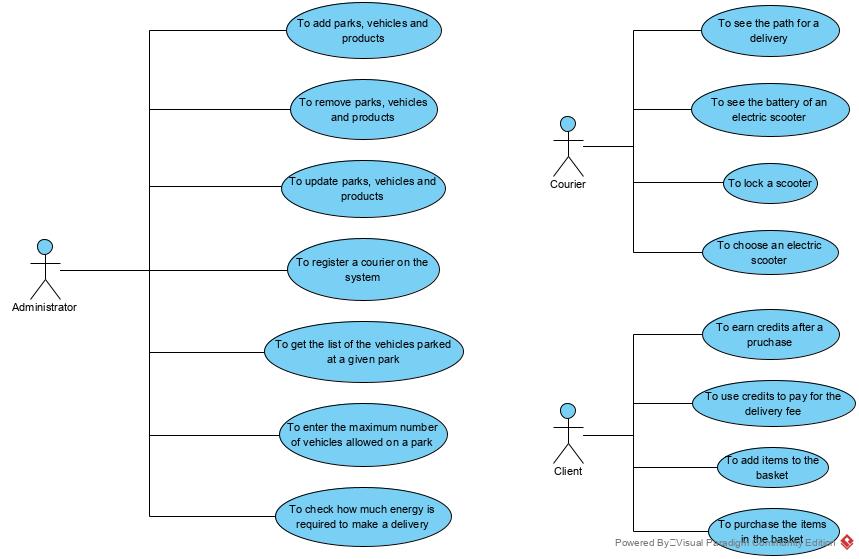 To add parks, vehicles and
products
To remove parks, vehicles
and products
To update parks, vehicles and
products
To register a courier on the
system
To get the list of the vehicles parked
at a given park
To enter the maximum number
of vehicles allowed on a park
To check how much energy is
required to make a delivery
Administrator
To see the path for a
delivery
To see the battery of an
electric scooter
To lock a scooter
To choose an electric
scooter
Courier
To earn credits after a
pruchase
To use credits to pay for the
delivery fee
To add items to the
basket
To purchase the items
in the basket
Client
Powered By Visual Paradigm Community Edition